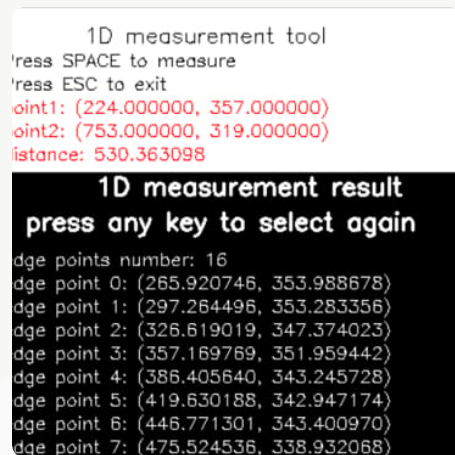 1D measurement tool
ress SPACE to measure
ress ESC to exit
oint1: (224.000000, 357.000000)
oint2: (753.000000, 319.000000)
istance: 530.363098
1D measurement result
press any key to select again
dge points number: 16
dge point 0: (265.920746, 353.988678)
dge point 1: (297.264496, 353.283356)
dge point 2: (326.619019, 347.374023)
dge point 3: (357.169769, 351.959442)
dge point 4: (386.405640, 343.245728)
dge point 5: (419.630188, 342.947174)
dge point 6: (446.771301, 343.400970)
dge point 7: (475.524536, 338.932068)